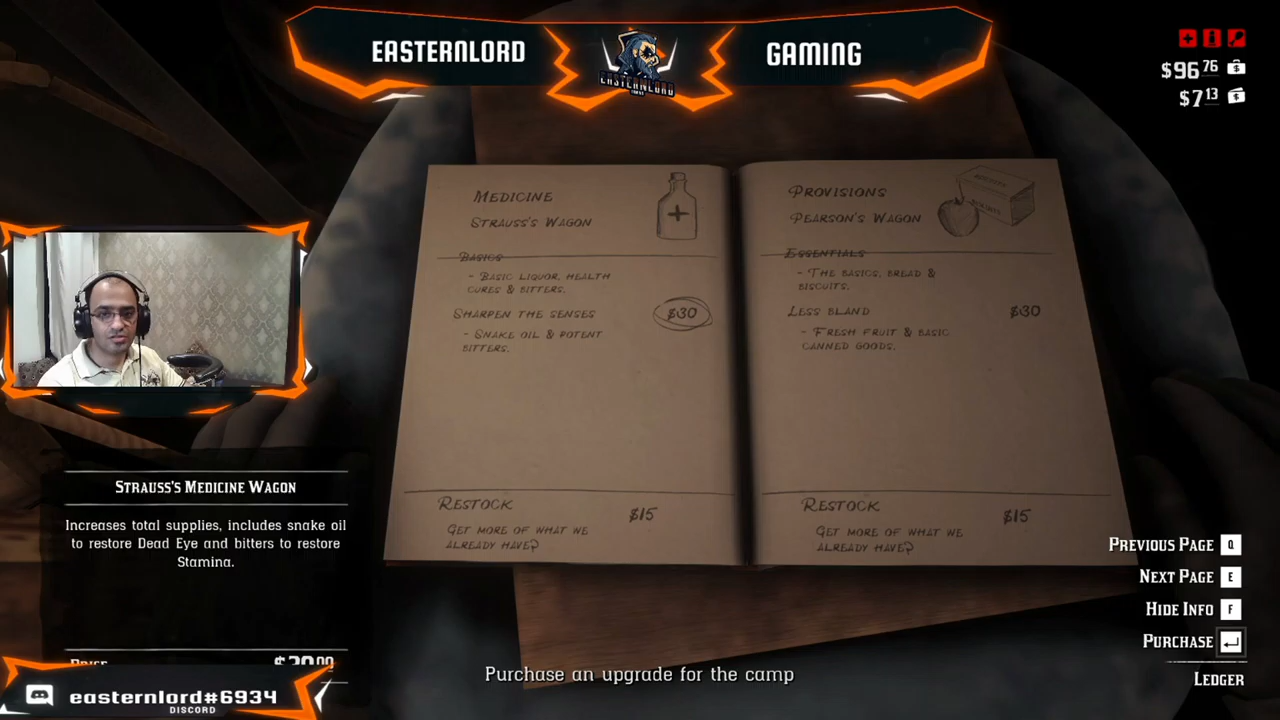 EASTERNLORD
GAMING
EASTERNLORD
$96 76
$7 13
MEDICINE
STRAUSS'S WAGON
BASICS
- BASIC LIQUOR, HEALTH
CURES & BITTERS.
SHARPEN THE SENSES
$30
- SNAKE OIL & POTENT
BITTERS.
RESTOCK
$15
GET MORE OF WHAT WE
ALREADY HAVE?
PROVISIONS
PEARSON'S WAGON
ESSENTIALS
- THE BASICS, BREAD &
BISCUITS.
LESS BLAND
$30
- FRESH FRUIT & BASIC
CANNED GOODS.
RESTOCK
$15
GET MORE OF WHAT WE
ALREADY HAVE?
STRAUSS'S MEDICINE WAGON
Increases total supplies, includes snake oil
to restore Dead Eye and bitters to restore
Stamina.
PRICE
$30 00
easternlord#6934
DISCORD
Purchase an upgrade for the camp
PREVIOUS PAGE Q
NEXT PAGE E
HIDE INFO F
PURCHASE
LEDGER